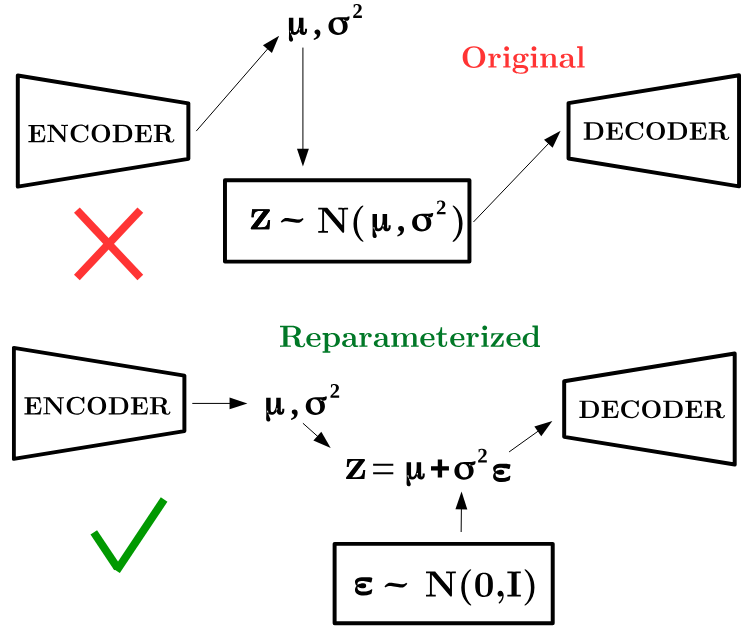 μ,σ²
Original
ENCODER
DECODER
z ~ N(μ,σ²)
Reparameterized
ENCODER
μ,σ²
DECODER
z = μ+σ²ε
ε ~ N(0,I)